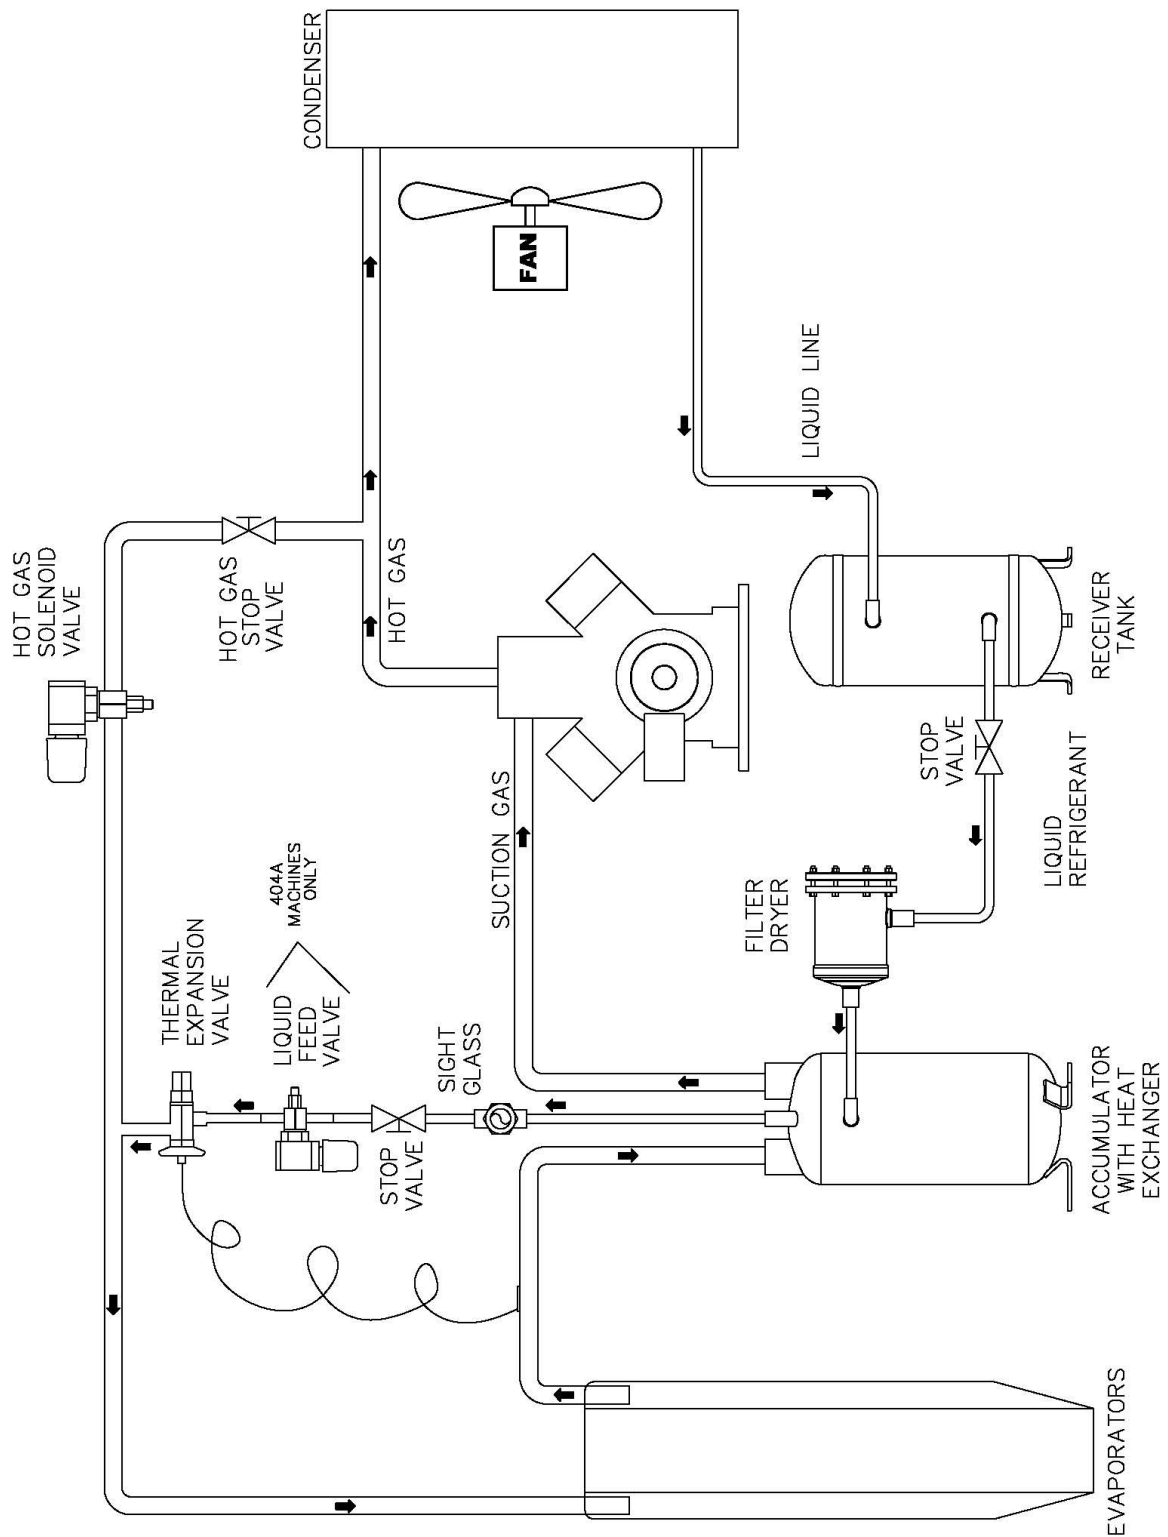 HOT GAS
SOLENOID
VALVE
HOT GAS
STOP
VALVE
HOT GAS
CONDENSER
FAN
LIQUID LINE
THERMAL
EXPANSION
VALVE
404A
MACHINES
ONLY
LIQUID
FEED
VALVE
STOP
VALVE
SIGHT
GLASS
SUCTION GAS
FILTER
DRYER
STOP
VALVE
LIQUID
REFRIGERANT
RECEIVER
TANK
ACCUMULATOR
WITH HEAT
EXCHANGER
EVAPORATORS